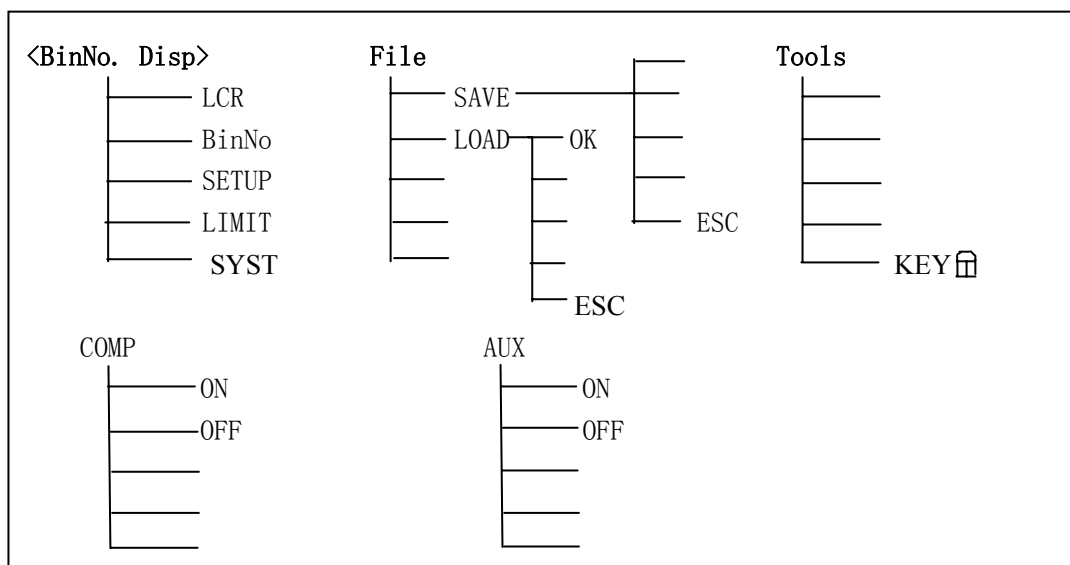 <BinNo. Disp>
LCR
BinNo
SETUP
LIMIT
SYST
File
SAVE
LOAD
OK
ESC
ESC
Tools
KEY
COMP
ON
OFF
AUX
ON
OFF